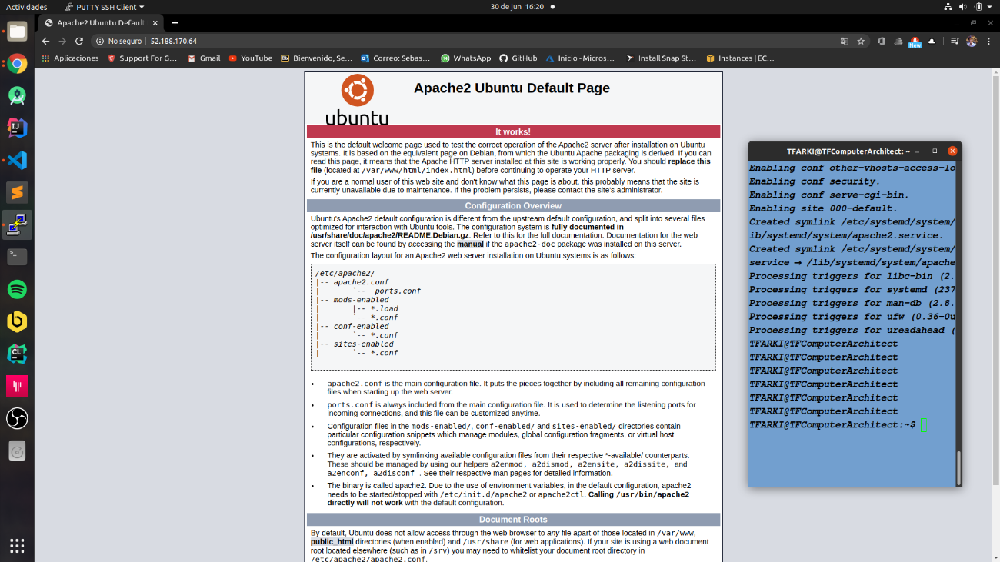 Actividades
PuTTY SSH Client
30 de jun 16:20
Apache2 Ubuntu Default
No seguro 52.188.170.64
New
Aplicaciones Support For G… Gmail YouTube Bienvenido, Se… Correo: Sebas… WhatsApp GitHub Inicio - Micros… Install Snap St… Instances | EC…
ubuntu
Apache2 Ubuntu Default Page
It works!
This is the default welcome page used to test the correct operation of the Apache2 server after installation on Ubuntu
systems. It is based on the equivalent page on Debian, from which the Ubuntu Apache packaging is derived. If you can
read this page, it means that the Apache HTTP server installed at this site is working properly. You should replace this
file (located at /var/www/html/index.html) before continuing to operate your HTTP server.
If you are a normal user of this web site and don't know what this page is about, this probably means that the site is
currently unavailable due to maintenance. If the problem persists, please contact the site's administrator.
Configuration Overview
Ubuntu's Apache2 default configuration is different from the upstream default configuration, and split into several files
optimized for interaction with Ubuntu tools. The configuration system is fully documented in
/usr/share/doc/apache2/README.Debian.gz. Refer to this for the full documentation. Documentation for the web
server itself can be found by accessing the manual if the apache2-doc package was installed on this server.
The configuration layout for an Apache2 web server installation on Ubuntu systems is as follows:
/etc/apache2/
|-- apache2.conf
|       `--  ports.conf
|-- mods-enabled
|       |-- *.load
|       `-- *.conf
|-- conf-enabled
|       `-- *.conf
|-- sites-enabled
|       `-- *.conf
• apache2.conf is the main configuration file. It puts the pieces together by including all remaining configuration
files when starting up the web server.
• ports.conf is always included from the main configuration file. It is used to determine the listening ports for
incoming connections, and this file can be customized anytime.
• Configuration files in the mods-enabled/, conf-enabled/ and sites-enabled/ directories contain
particular configuration snippets which manage modules, global configuration fragments, or virtual host
configurations, respectively.
• They are activated by symlinking available configuration files from their respective *-available/ counterparts.
These should be managed by using our helpers a2enmod, a2dismod, a2ensite, a2dissite, and
a2enconf, a2disconf . See their respective man pages for detailed information.
• The binary is called apache2. Due to the use of environment variables, in the default configuration, apache2
needs to be started/stopped with /etc/init.d/apache2 or apache2ctl. Calling /usr/bin/apache2
directly will not work with the default configuration.
Document Roots
By default, Ubuntu does not allow access through the web browser to any file apart of those located in /var/www,
public_html directories (when enabled) and /usr/share (for web applications). If your site is using a web document
root located elsewhere (such as in /srv) you may need to whitelist your document root directory in
/etc/apache2/apache2.conf.
TFARKI@TFComputerArchitect: ~
Enabling conf other-vhosts-access-lo
Enabling conf security.
Enabling conf serve-cgi-bin.
Enabling site 000-default.
Created symlink /etc/systemd/system/
ib/systemd/system/apache2.service.
Created symlink /etc/systemd/system/
service → /lib/systemd/system/apache
Processing triggers for libc-bin (2.
Processing triggers for systemd (237
Processing triggers for man-db (2.8.
Processing triggers for ufw (0.36-0u
Processing triggers for ureadahead (
TFARKI@TFComputerArchitect
TFARKI@TFComputerArchitect
TFARKI@TFComputerArchitect
TFARKI@TFComputerArchitect
TFARKI@TFComputerArchitect
TFARKI@TFComputerArchitect
TFARKI@TFComputerArchitect:~$
IJ
CL